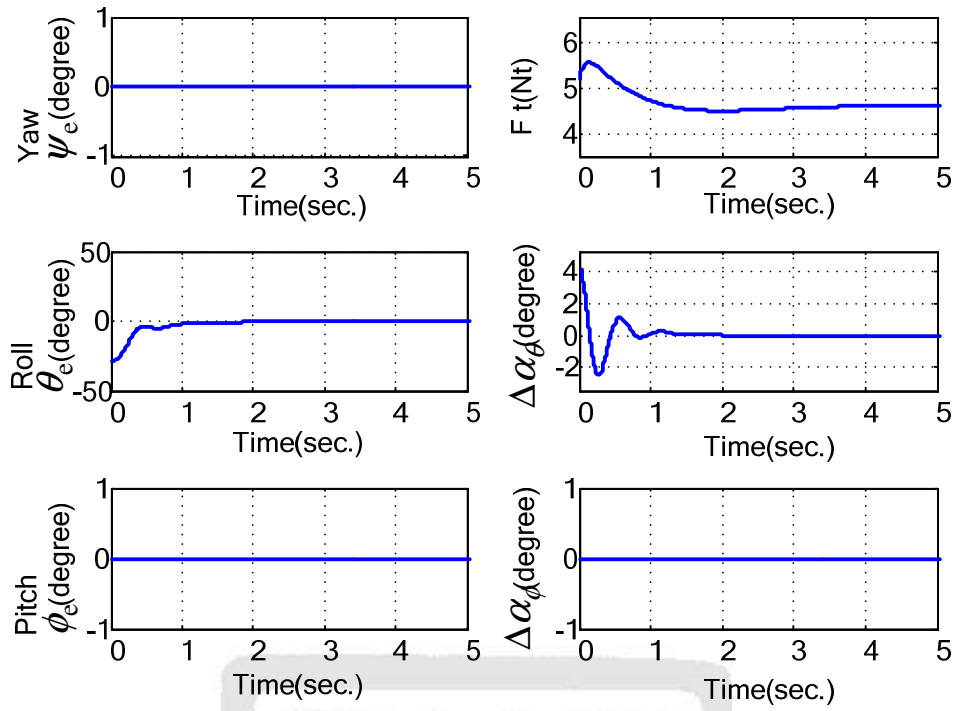 Yaw
ψe(degree)
1
0
-1
0 1 2 3 4 5
Time(sec.)
F t(Nt)
6
5
4
0 1 2 3 4 5
Time(sec.)
Roll
θe(degree)
50
0
-50
0 1 2 3 4 5
Time(sec.)
Δαθ(degree)
4
2
0
-2
0 1 2 3 4 5
Time(sec.)
Pitch
ϕe(degree)
1
0
-1
0 1 2 3 4 5
Time(sec.)
Δαϕ(degree)
1
0
-1
0 1 2 3 4 5
Time(sec.)